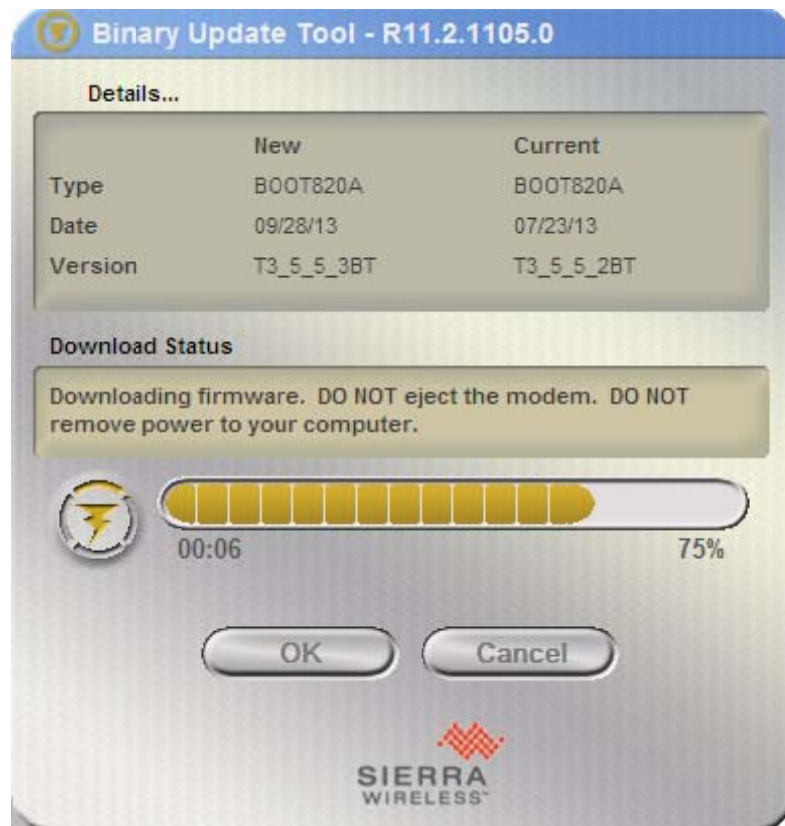 Binary Update Tool - R11.2.1105.0
Details...
New Current
Type BOOT820A BOOT820A
Date 09/28/13 07/23/13
Version T3_5_5_3BT T3_5_5_2BT
Download Status
Downloading firmware. DO NOT eject the modem. DO NOT
remove power to your computer.
00:06 75%
OK Cancel
SIERRA
WIRELESS™